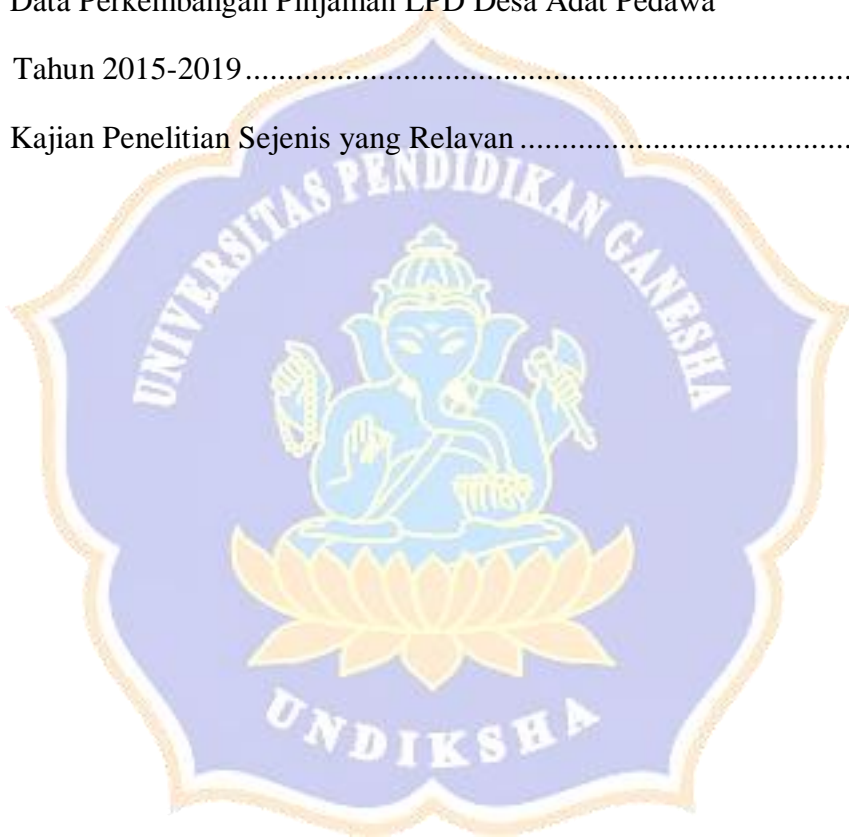 Data Perkembangan Pinjaman LPD Desa Adat Pedawa
Tahun 2015-2019..........................................................................
Kajian Penelitian Sejenis yang Relavan ........................................
UNIVERSITAS PENDIDIKAN GANESHA
UNDIKSHA